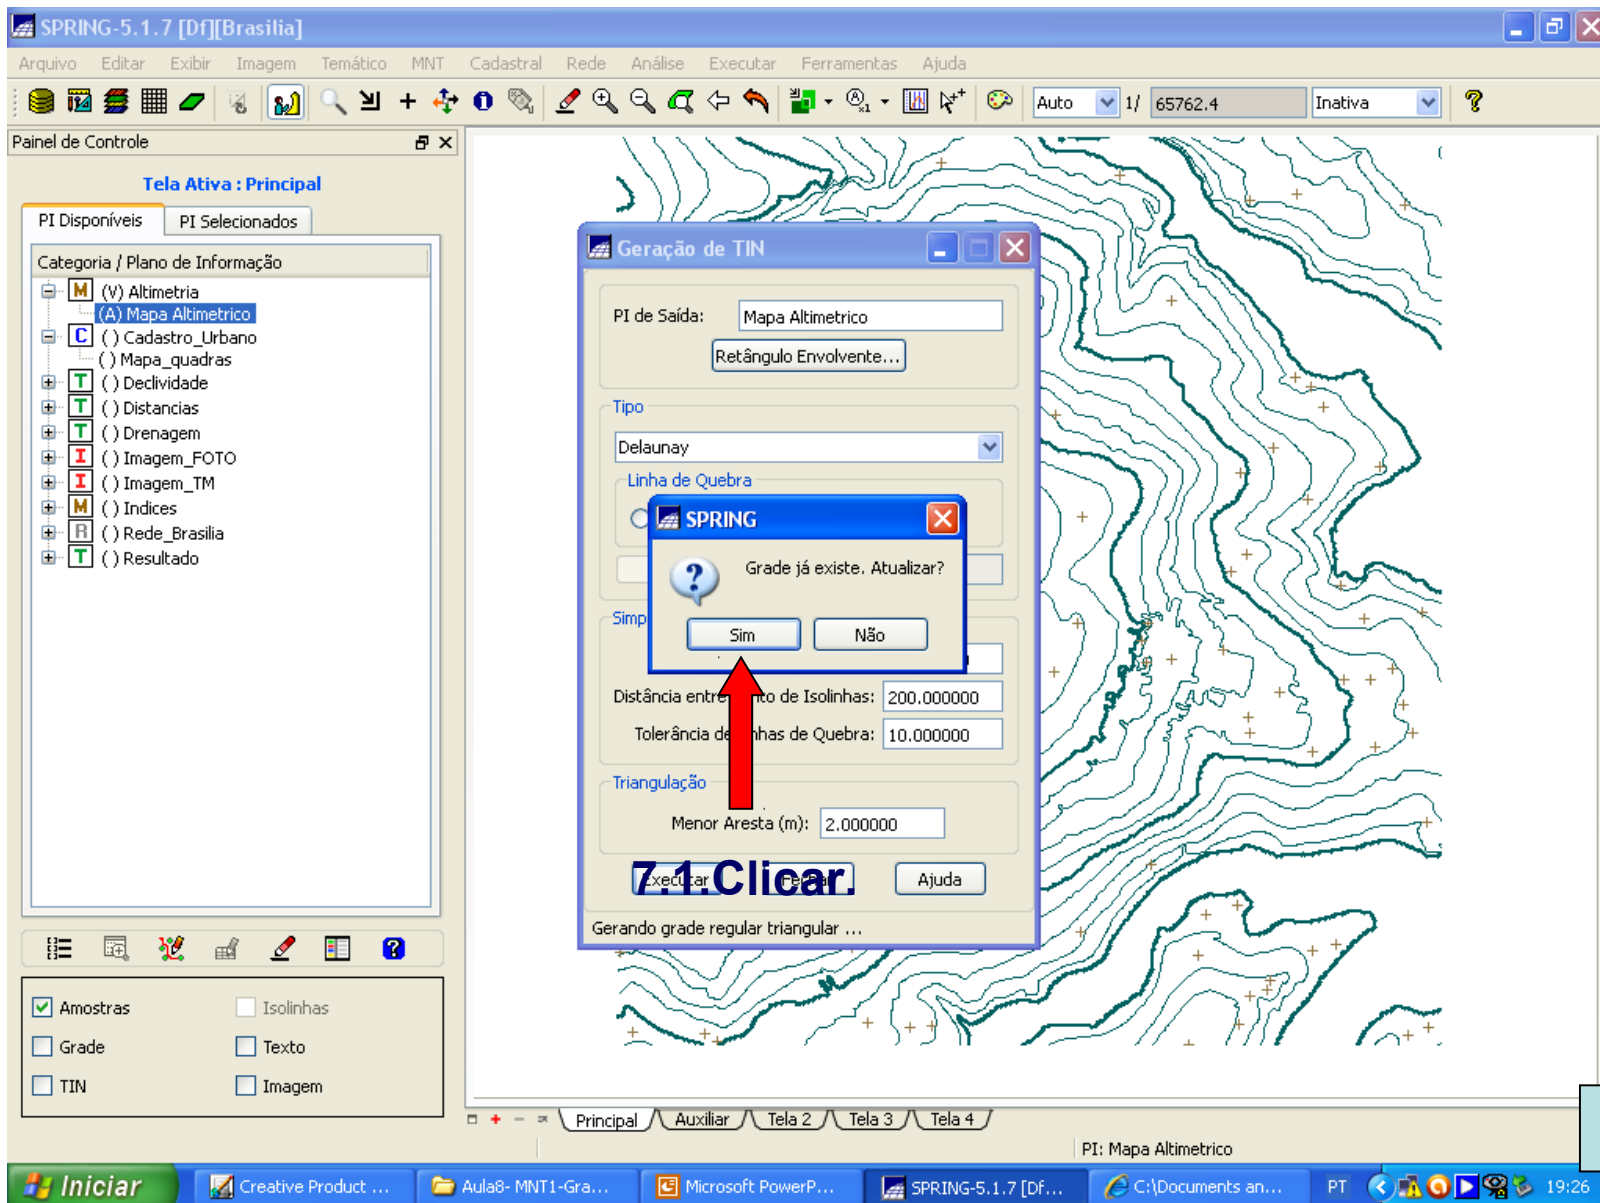 SPRING-5.1.7 [Df][Brasilia]
Arquivo Editar Exibir Imagem Temático MNT Cadastral Rede Análise Executar Ferramentas Ajuda
Auto 1/ 65762.4 Inativa
Painel de Controle
Tela Ativa : Principal
PI Disponíveis PI Selecionados
Categoria / Plano de Informação
M (V) Altimetria
(A) Mapa Altimetrico
C ( ) Cadastro_Urbano
( ) Mapa_quadras
T ( ) Declividade
T ( ) Distancias
T ( ) Drenagem
I ( ) Imagem_FOTO
I ( ) Imagem_TM
M ( ) Indices
R ( ) Rede_Brasilia
T ( ) Resultado
Amostras Isolinhas
Grade Texto
TIN Imagem
Geração de TIN
PI de Saída: Mapa Altimetrico
Retângulo Envolvente...
Tipo
Delaunay
Linha de Quebra
SPRING
Grade já existe. Atualizar?
Sim Não
Distância entre de Isolinhas: 200.000000
Tolerância de Quebra: 10.000000
Triangulação
Menor Aresta (m): 2.000000
7.1.Clicar.
Executar Fechar Ajuda
Gerando grade regular triangular ...
Principal Auxiliar Tela 2 Tela 3 Tela 4
PI: Mapa Altimetrico
Iniciar Creative Product ... Aula8- MNT1-Gra... Microsoft PowerP... SPRING-5.1.7 [Df... C:\Documents an... PT 19:26